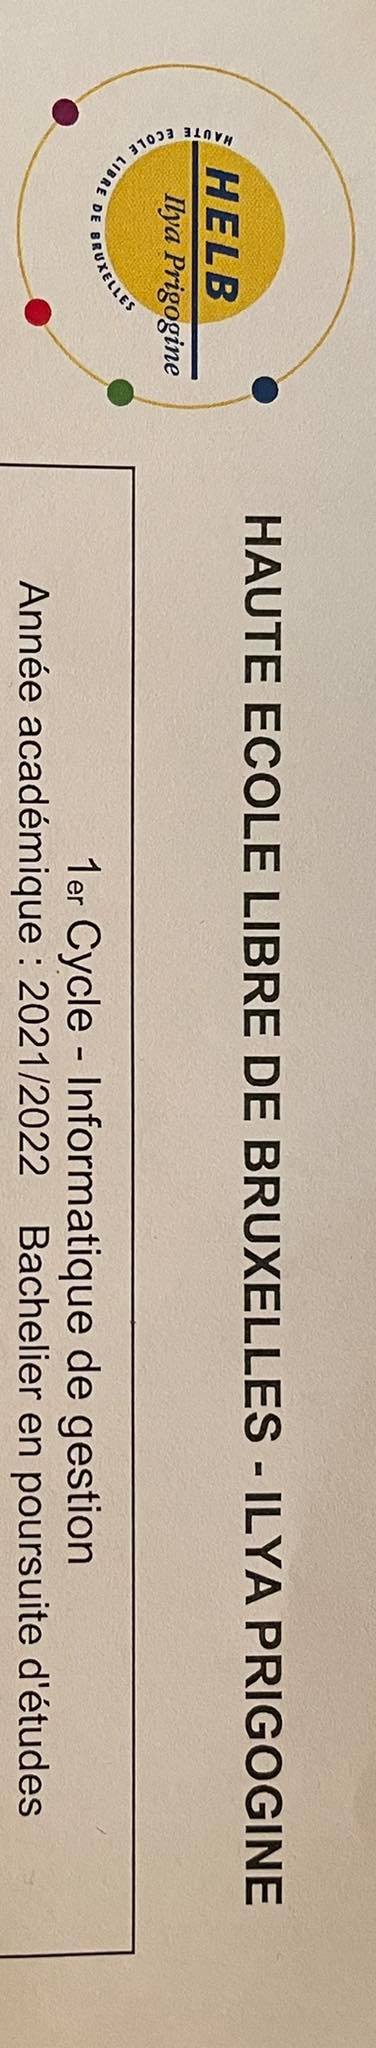 HELB
Ilya Prigogine
HAUTE ECOLE LIBRE DE BRUXELLES
HAUTE ECOLE LIBRE DE BRUXELLES - ILYA PRIGOGINE
1er Cycle - Informatique de gestion
Année académique : 2021/2022 Bachelier en poursuite d'études